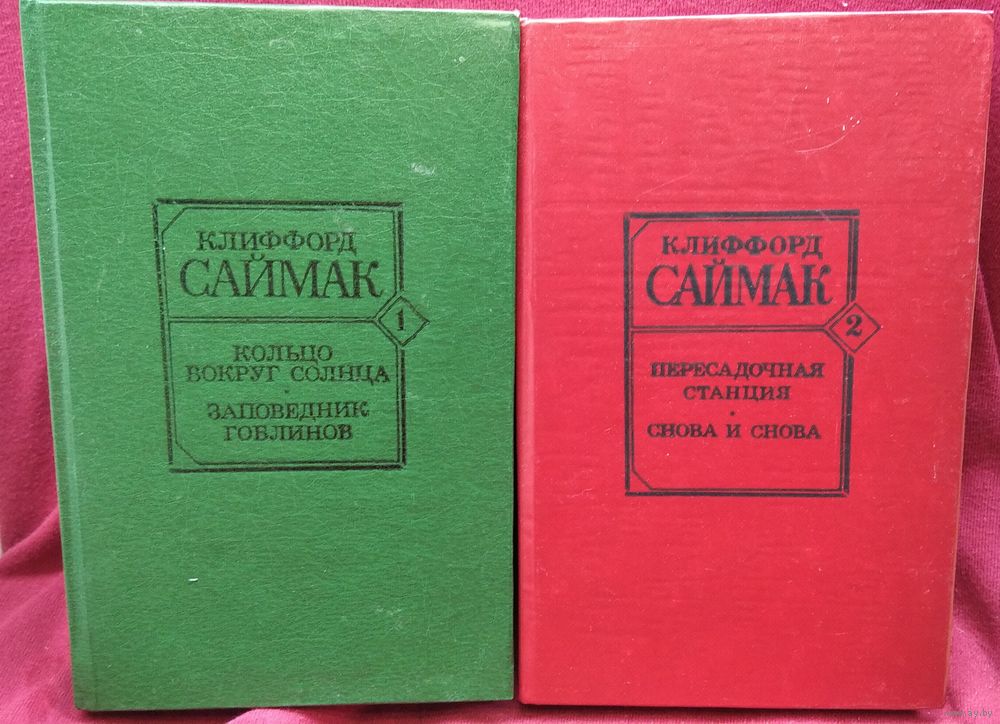 КЛИФФОРД
САЙМАК
1
КОЛЬЦО
ВОКРУГ СОЛНЦА
·
ЗАПОВЕДНИК
ГОБЛИНОВ
КЛИФФОРД
САЙМАК
2
ПЕРЕСАДОЧНАЯ
СТАНЦИЯ
·
СНОВА И СНОВА